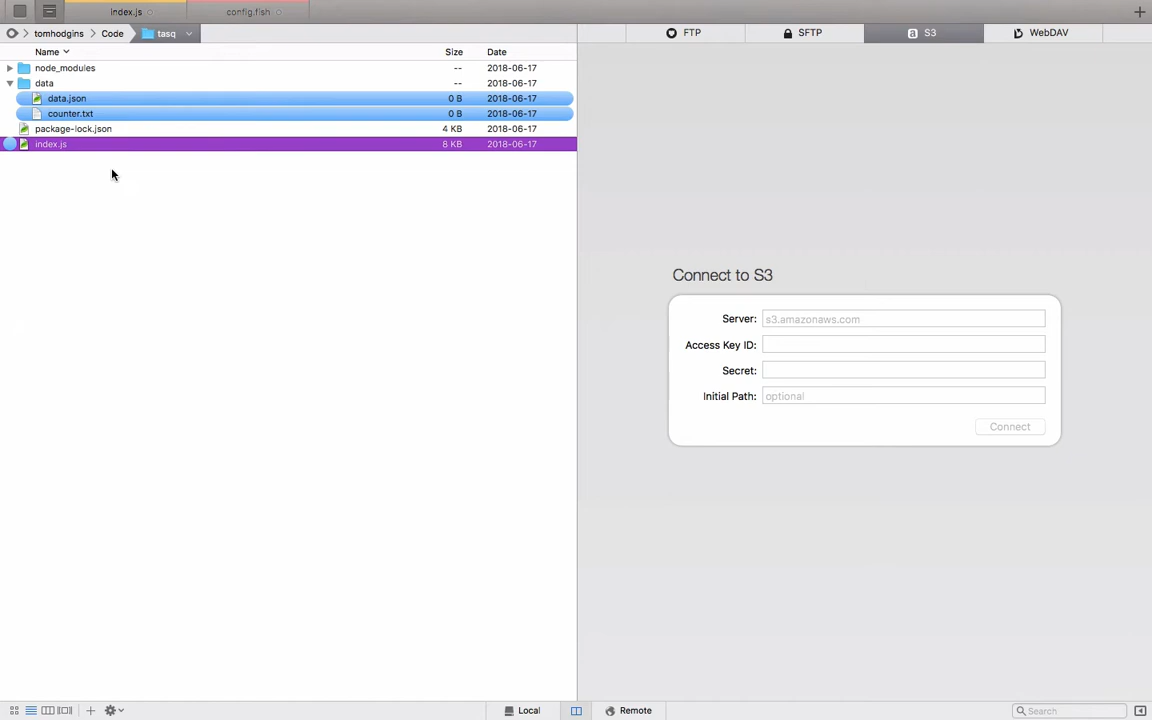 index.js
config.fish
tomhodgins
Code
tasq
FTP
SFTP
S3
WebDAV
Name Size Date
node_modules -- 2018-06-17
data -- 2018-06-17
data.json 0 B 2018-06-17
counter.txt 0 B 2018-06-17
package-lock.json 4 KB 2018-06-17
index.js 8 KB 2018-06-17
Connect to S3
Server: s3.amazonaws.com
Access Key ID:
Secret:
Initial Path: optional
Connect
Local
Remote
Search